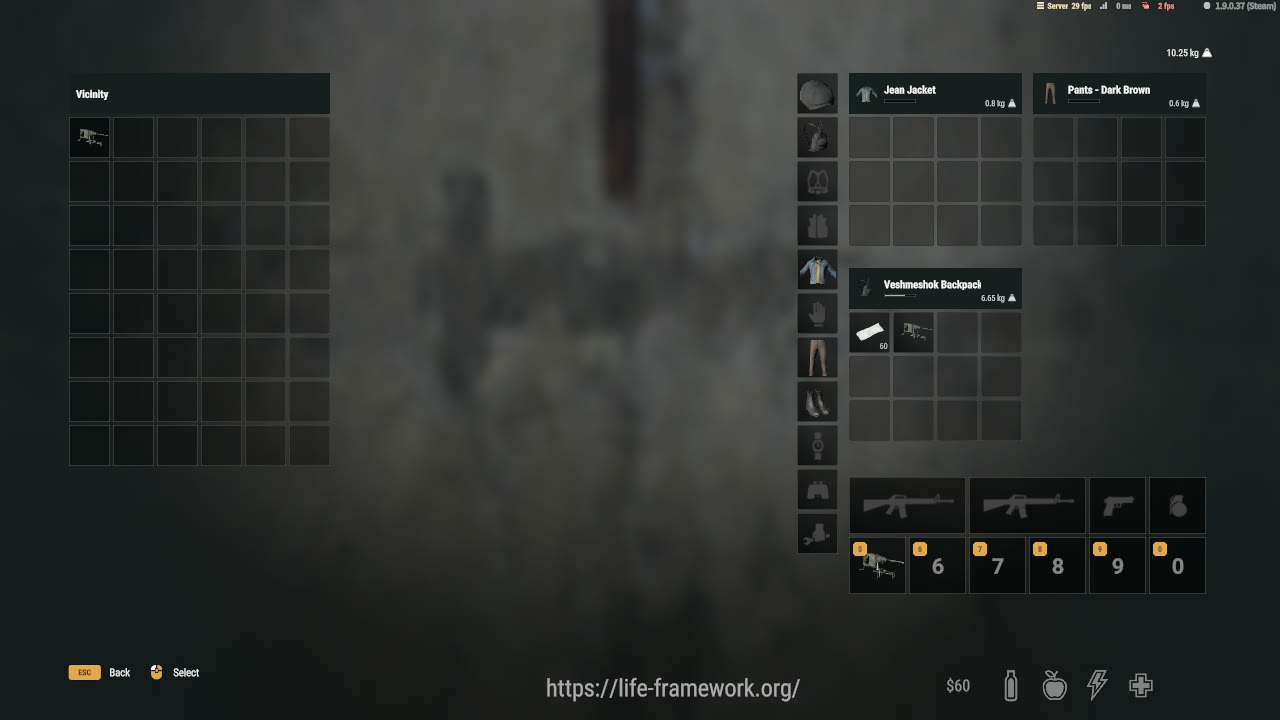 Server 29 fps 0 ms 2 fps 1.9.0.37 (Steam)
10.25 kg
Vicinity
Jean Jacket
0.8 kg
Pants - Dark Brown
0.6 kg
Veshmeshok Backpack
6.65 kg
60
5 6 7 8 9 0
6 7 8 9 0
ESC Back Select
https://life-framework.org/
$60